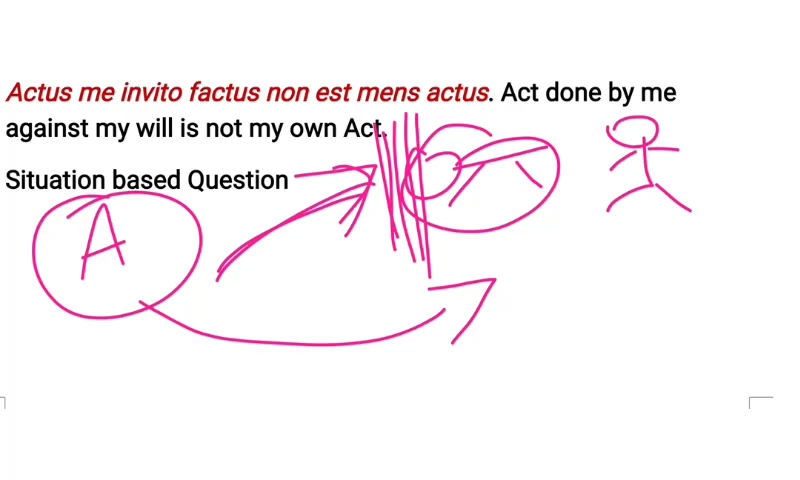 Actus me invito factus non est mens actus. Act done by me
against my will is not my own Act.
Situation based Question
A